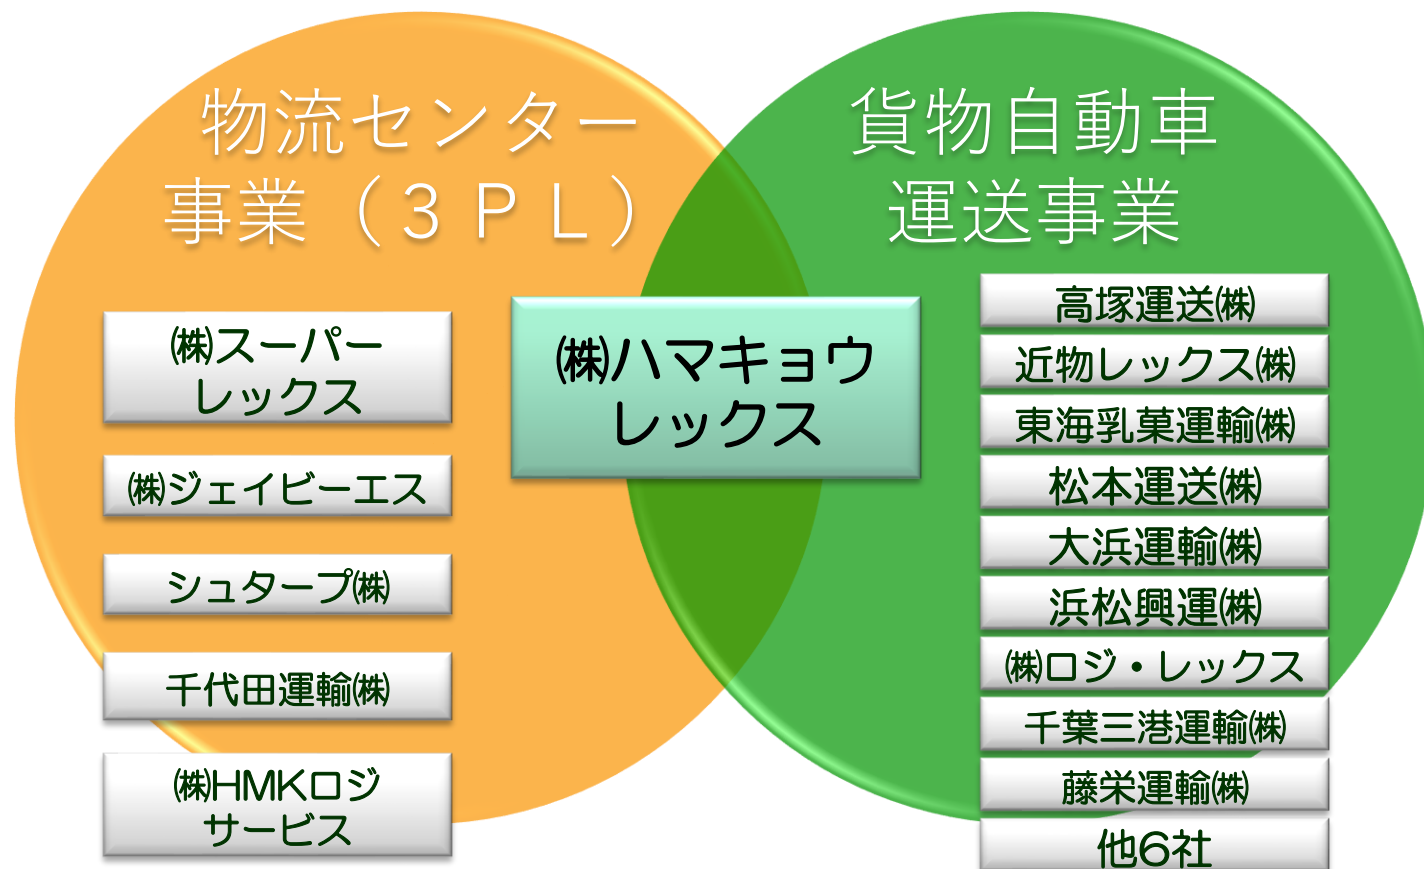 物流センター
事業（３ＰＬ）
㈱スーパー
レックス
㈱ジェイビーエス
シュタープ㈱
千代田運輸㈱
㈱HMKロジ
サービス
㈱ハマキョウ
レックス
貨物自動車
運送事業
高塚運送㈱
近物レックス㈱
東海乳菓運輸㈱
松本運送㈱
大浜運輸㈱
浜松興運㈱
㈱ロジ・レックス
千葉三港運輸㈱
藤栄運輸㈱
他6社